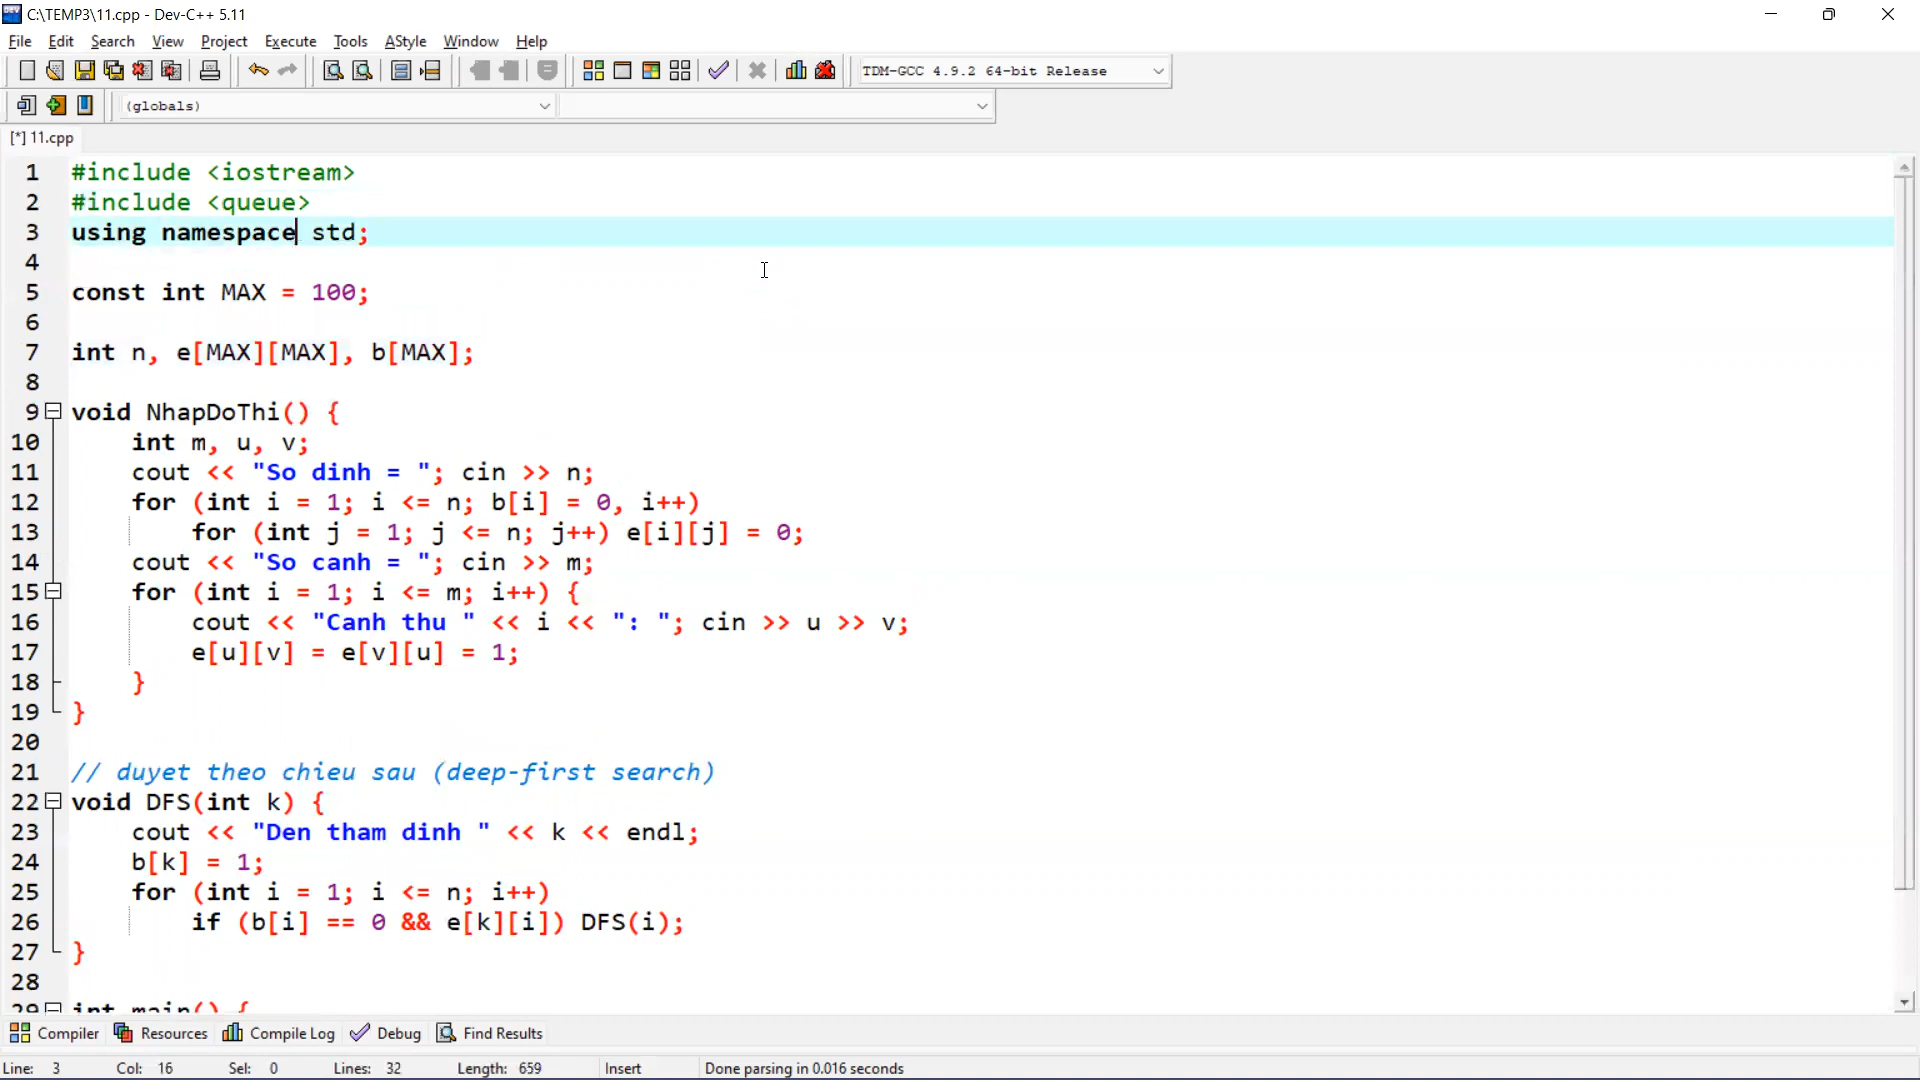 C:\TEMP3\11.cpp - Dev-C++ 5.11
File Edit Search View Project Execute Tools AStyle Window Help
TDM-GCC 4.9.2 64-bit Release
(globals)
[*] 11.cpp
1 #include <iostream>
2 #include <queue>
3 using namespace std;
4
5 const int MAX = 100;
6
7 int n, e[MAX][MAX], b[MAX];
8
9 void NhapDoThi() {
10 int m, u, v;
11 cout << "So dinh = "; cin >> n;
12 for (int i = 1; i <= n; b[i] = 0, i++)
13 for (int j = 1; j <= n; j++) e[i][j] = 0;
14 cout << "So canh = "; cin >> m;
15 for (int i = 1; i <= m; i++) {
16 cout << "Canh thu " << i << ": "; cin >> u >> v;
17 e[u][v] = e[v][u] = 1;
18 }
19 }
20
21 // duyet theo chieu sau (deep-first search)
22 void DFS(int k) {
23 cout << "Den tham dinh " << k << endl;
24 b[k] = 1;
25 for (int i = 1; i <= n; i++)
26 if (b[i] == 0 && e[k][i]) DFS(i);
27 }
28
29 int main() {
Compiler Resources Compile Log Debug Find Results
Line: 3 Col: 16 Sel: 0 Lines: 32 Length: 659 Insert Done parsing in 0.016 seconds